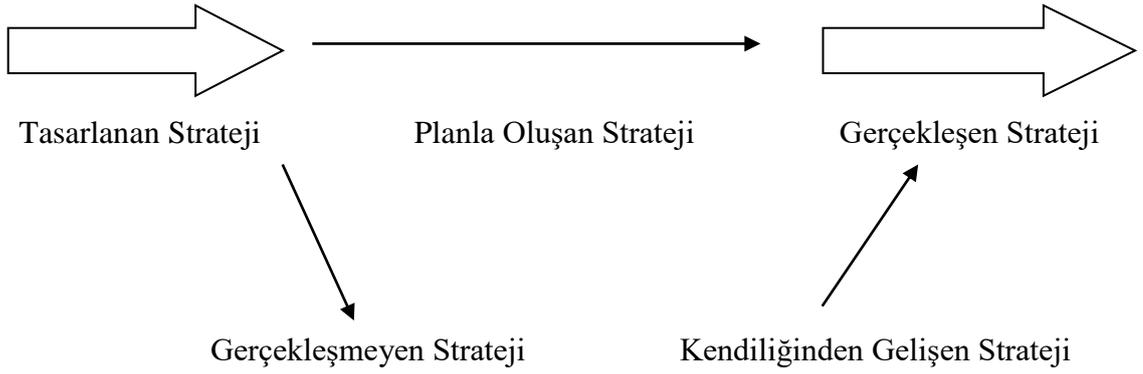 Tasarlanan Strateji
Planla Oluşan Strateji
Gerçekleşen Strateji
Gerçekleşmeyen Strateji
Kendiliğinden Gelişen Strateji